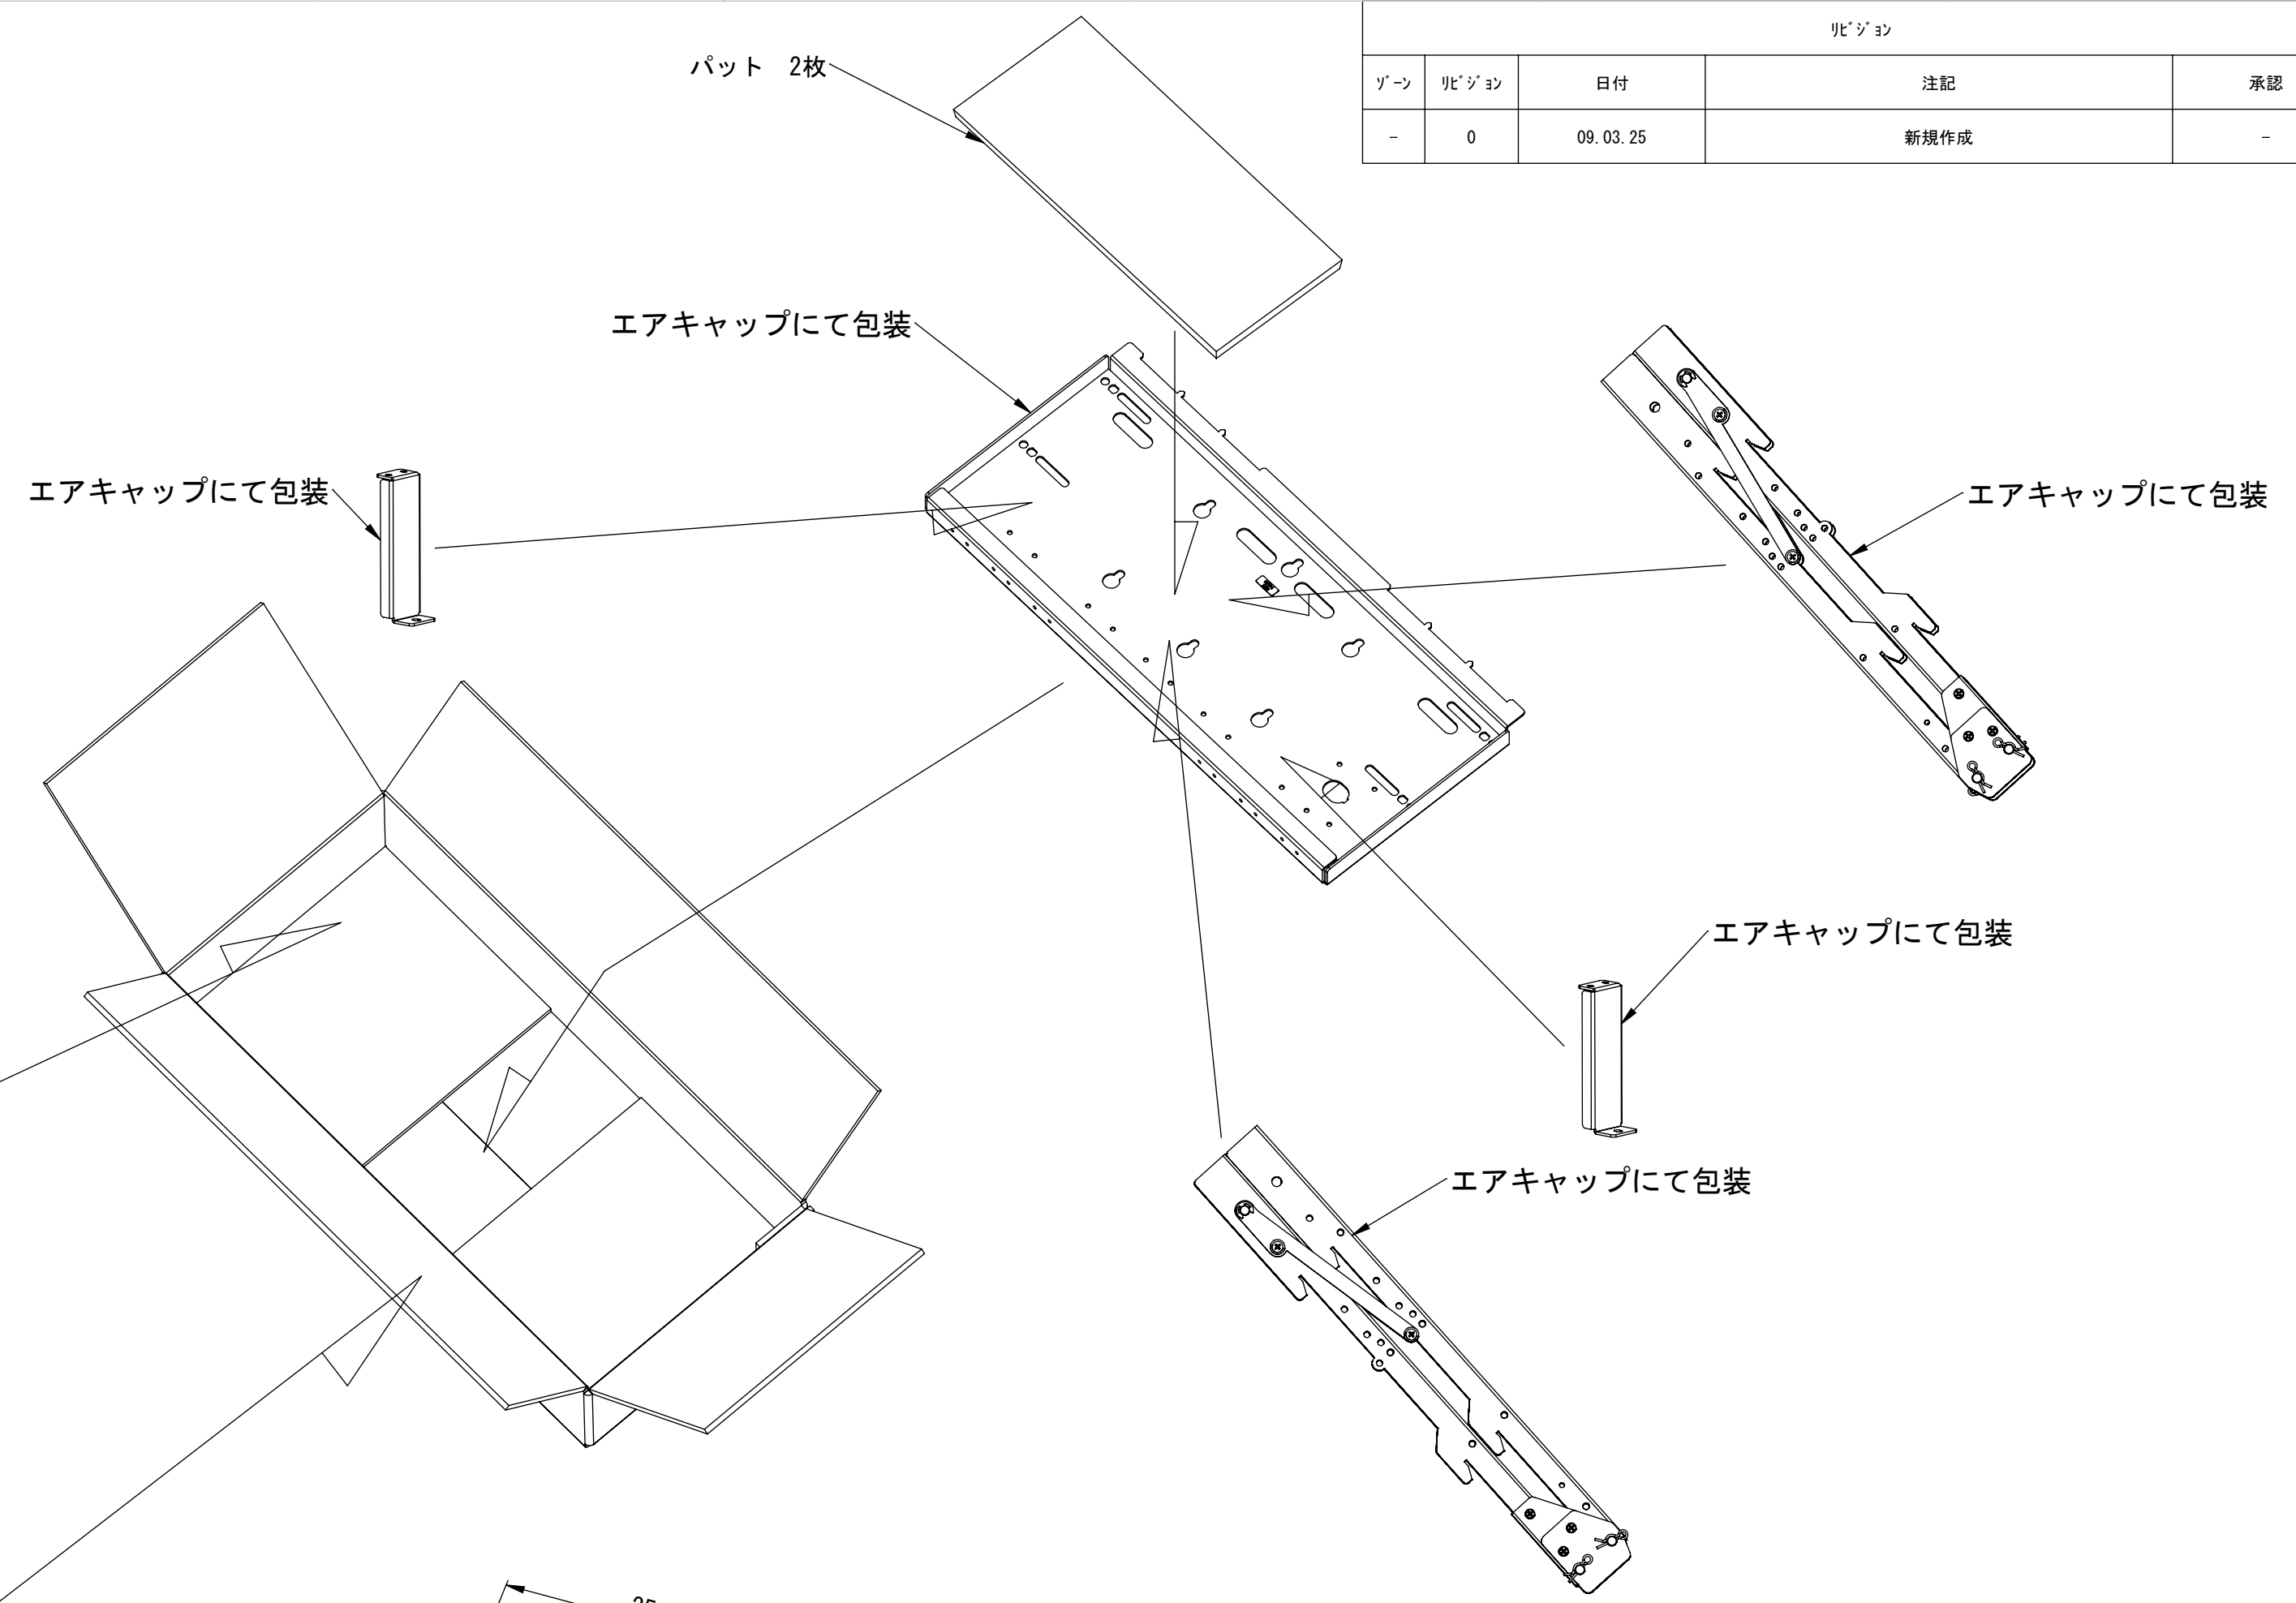 ﾘﾋﾞｼﾞｮﾝ
ｿﾞｰﾝ ﾘﾋﾞｼﾞｮﾝ 日付 注記 承認
- 0 09.03.25 新規作成 -
パット 2枚
エアキャップにて包装
エアキャップにて包装
エアキャップにて包装
エアキャップにて包装
エアキャップにて包装